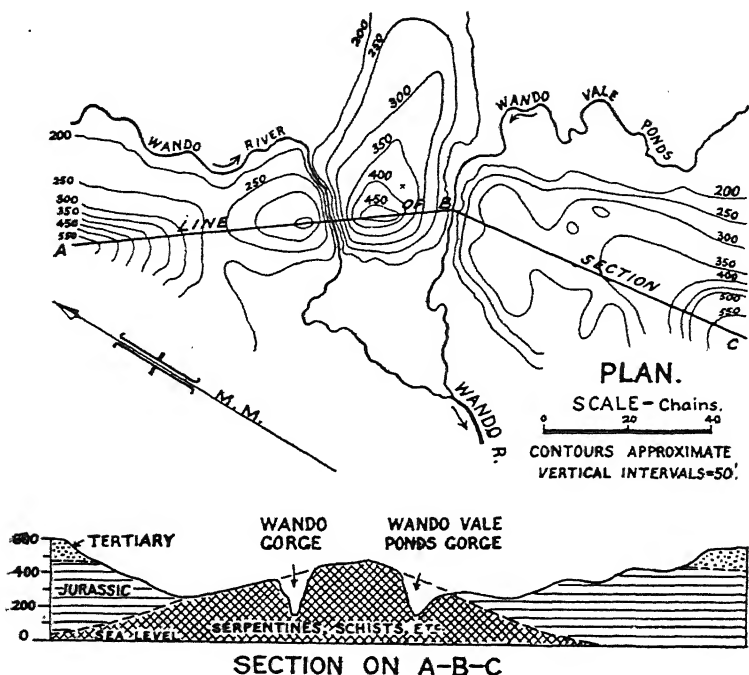 200
250
300
350
400
450
200
250
300
350
450
550
A
WANDO
RIVER
250
LINE
OF
B
WANDO
VALE
PONDS
200
250
300
350
400
500
550
SECTION
C
M.M.
WANDO R.
PLAN.
SCALE - Chains.
0 20 40
CONTOURS APPROXIMATE
VERTICAL INTERVALS=50'.
WANDO
GORGE
WANDO VALE
PONDS GORGE
TERTIARY
400
JURASSIC
200
0
SEA LEVEL
SERPENTINES, SCHISTS, ETC
SECTION ON A-B-C